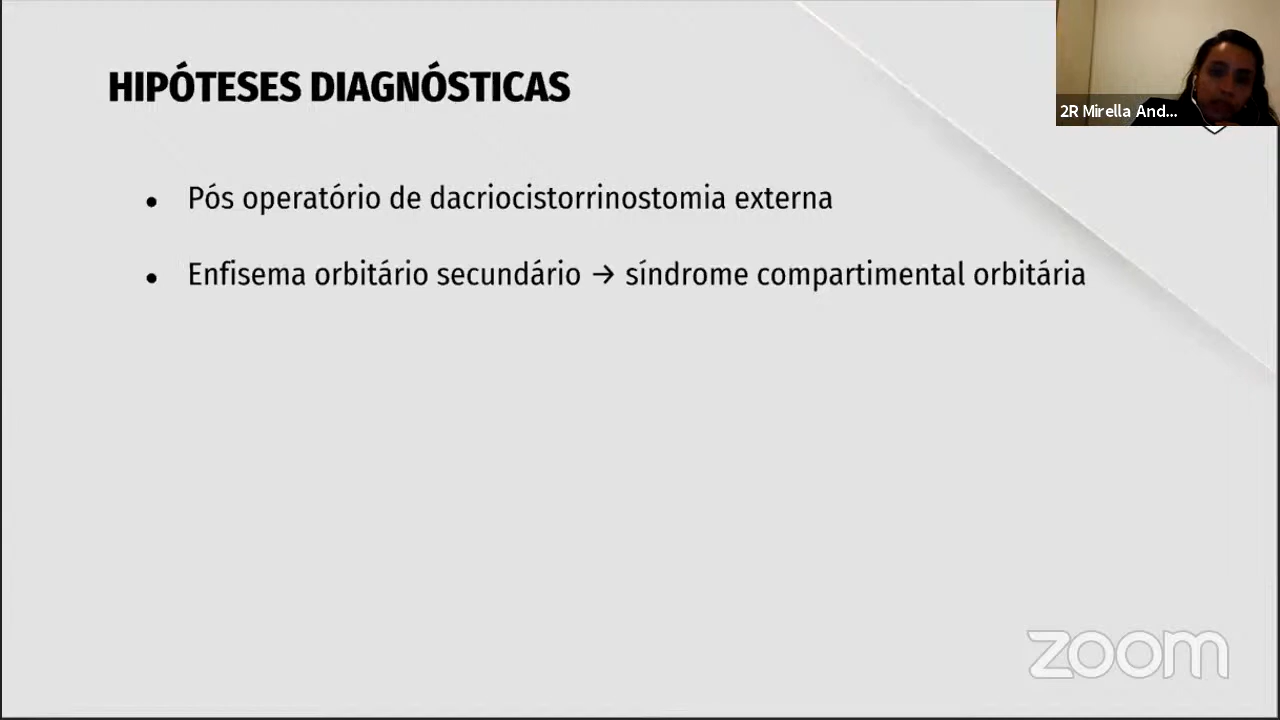 HIPÓTESES DIAGNÓSTICAS
2R Mirella And...
• Pós operatório de dacriocistorrinostomia externa
• Enfisema orbitário secundário → síndrome compartimental orbitária
zoom